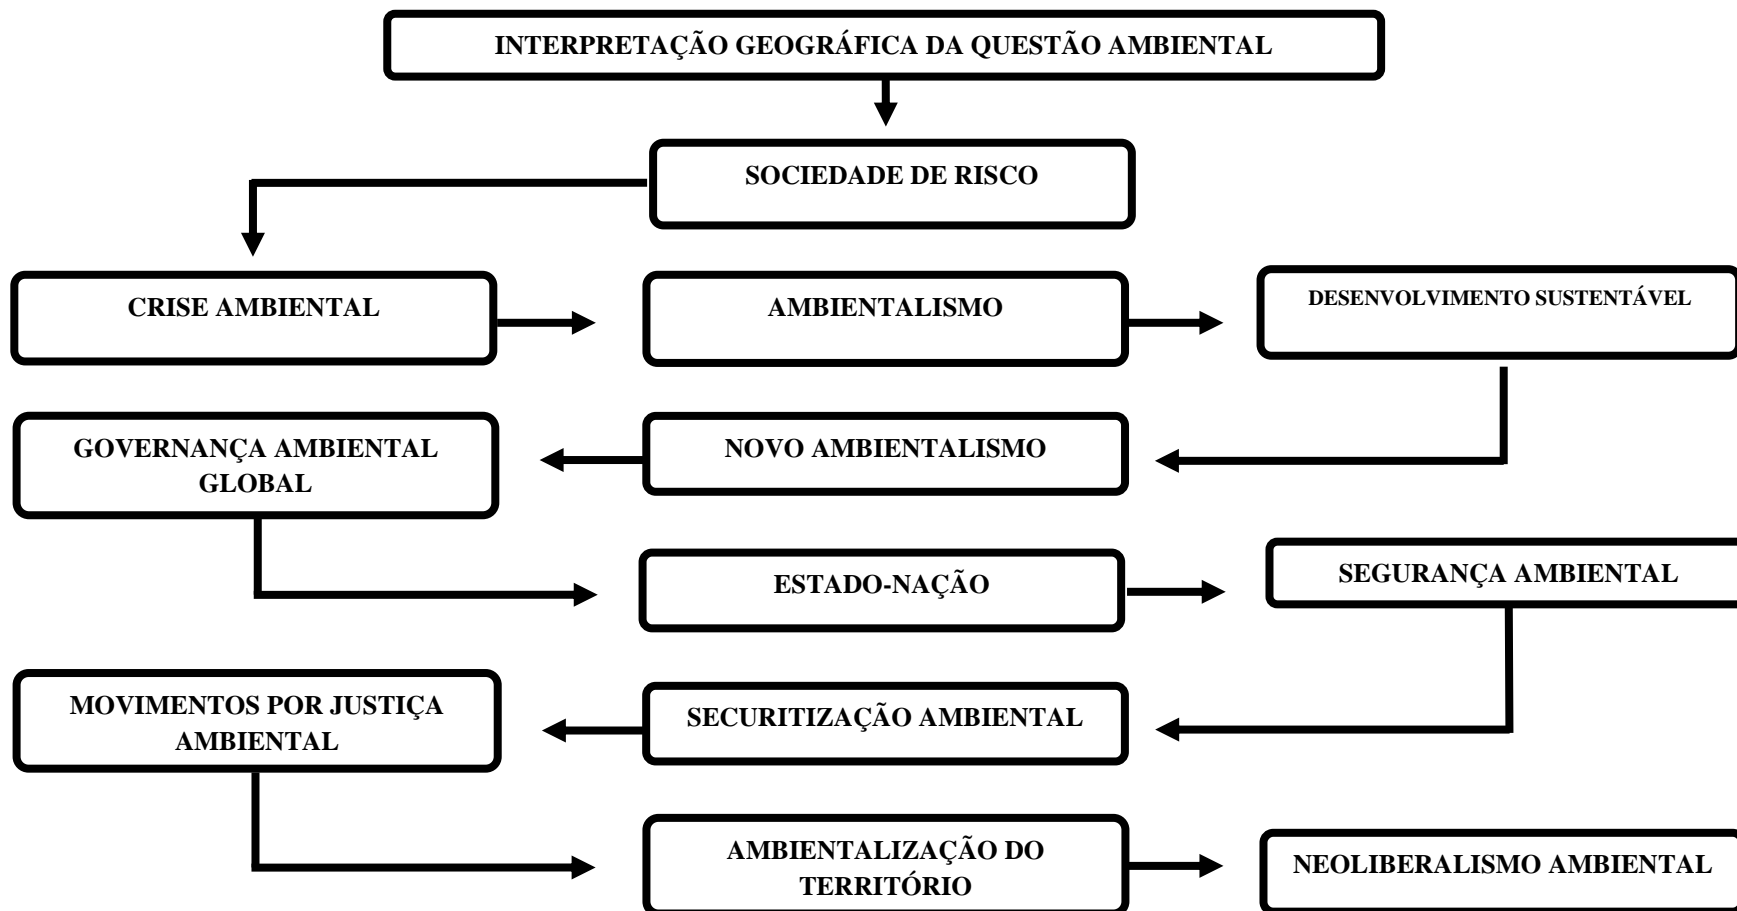 INTERPRETAÇÃO GEOGRÁFICA DA QUESTÃO AMBIENTAL
SOCIEDADE DE RISCO
CRISE AMBIENTAL
AMBIENTALISMO
DESENVOLVIMENTO SUSTENTÁVEL
GOVERNANÇA AMBIENTAL
GLOBAL
NOVO AMBIENTALISMO
ESTADO-NAÇÃO
SEGURANÇA AMBIENTAL
MOVIMENTOS POR JUSTIÇA
AMBIENTAL
SECURITIZAÇÃO AMBIENTAL
AMBIENTALIZAÇÃO DO
TERRITÓRIO
NEOLIBERALISMO AMBIENTAL